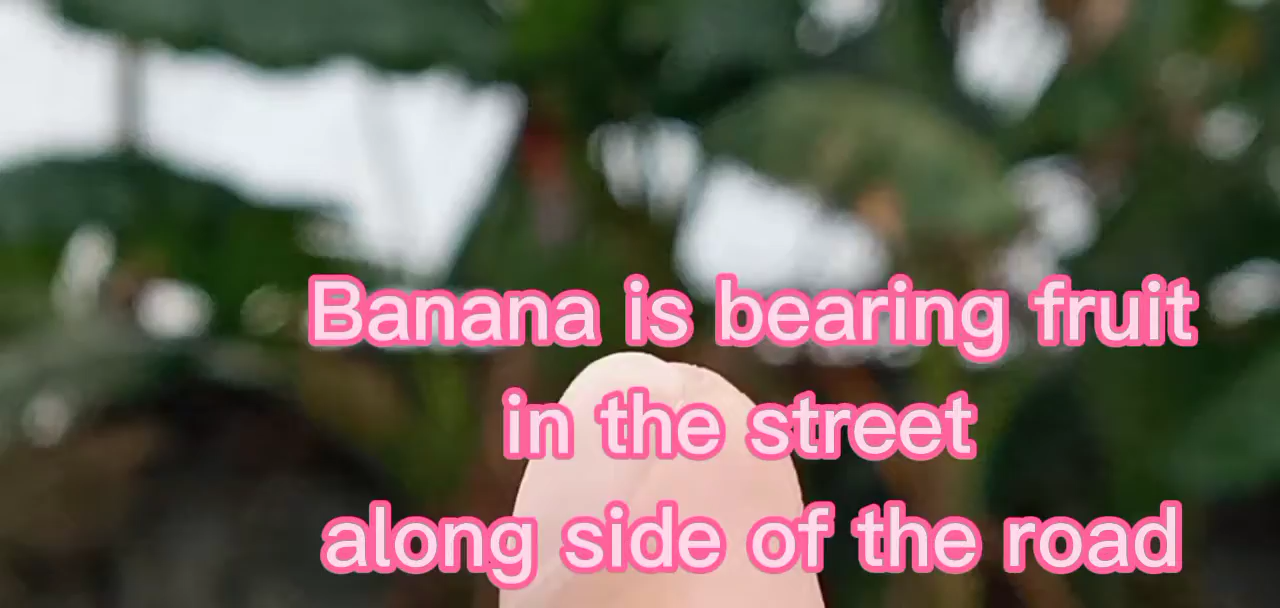 Banana is bearing fruit
in the street
along side of the road